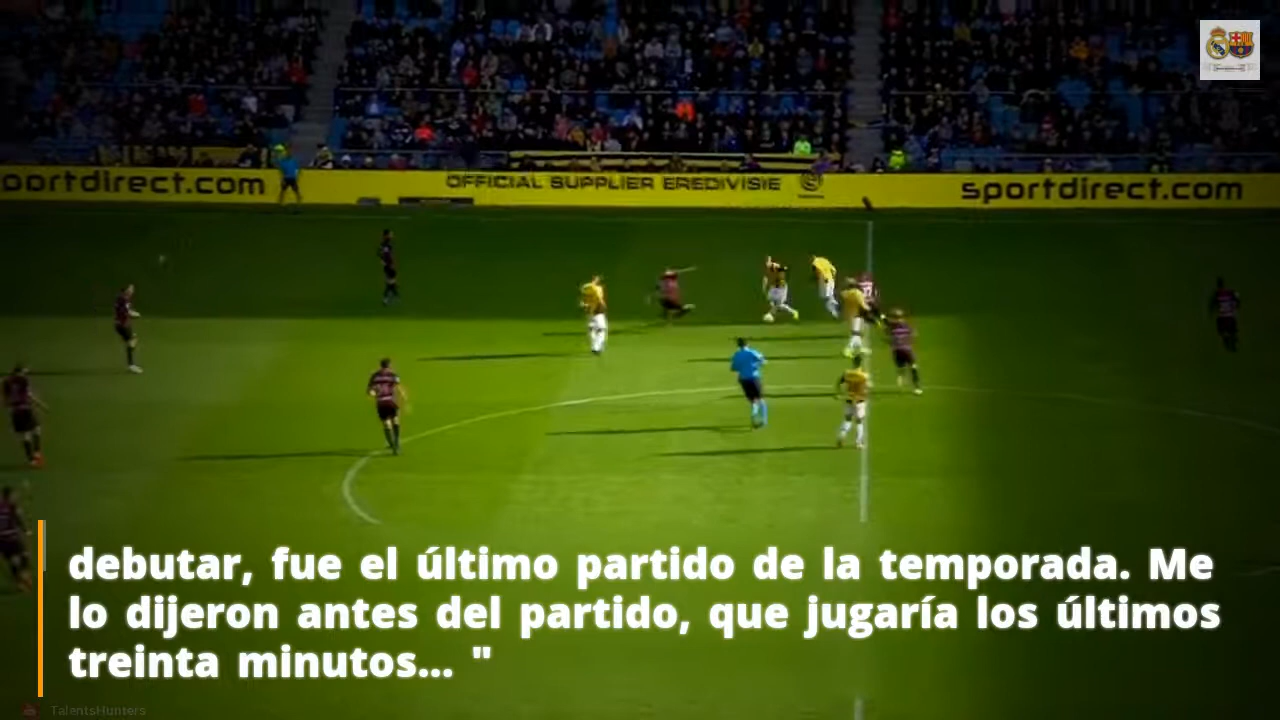 oortdirect.com OFFICIAL SUPPLIER EREDIVISIE sportdirect.com
debutar, fue el último partido de la temporada. Me
lo dijeron antes del partido, que jugaría los últimos
treinta minutos... "
TalentsHunters